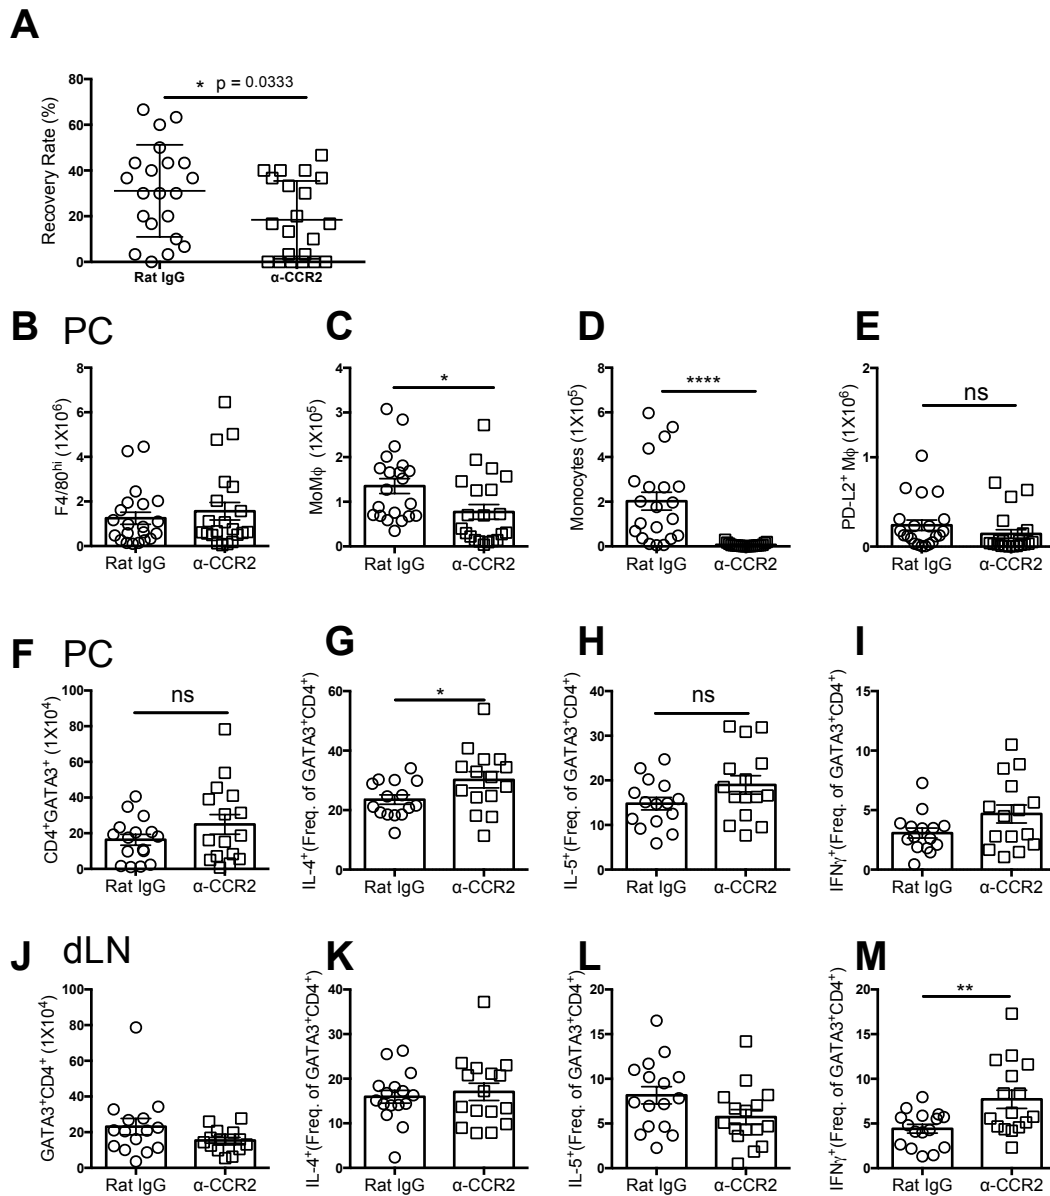 A
Recovery Rate (%)
80
60
40
20
0
* p = 0.0333
Rat IgG α-CCR2
B PC
F4/80hi (1X10⁶)
8
6
4
2
0
Rat IgG α-CCR2
C
MoMϕ (1X10⁵)
4
3
2
1
0
*
Rat IgG α-CCR2
D
Monocytes (1X10⁵)
8
6
4
2
0
****
Rat IgG α-CCR2
E
PD-L2⁺ Mϕ (1X10⁶)
2
1
0
ns
Rat IgG α-CCR2
F PC
CD4⁺GATA3⁺ (1X10⁴)
100
80
60
40
20
0
ns
Rat IgG α-CCR2
G
IL-4⁺(Freq. of GATA3⁺CD4⁺)
60
40
20
0
*
Rat IgG α-CCR2
H
IL-5⁺(Freq. of GATA3⁺CD4⁺)
40
30
20
10
0
ns
Rat IgG α-CCR2
I
IFNγ⁺(Freq. of GATA3⁺CD4⁺)
15
10
5
0
Rat IgG α-CCR2
J dLN
GATA3⁺CD4⁺ (1X10⁴)
100
80
60
40
20
0
Rat IgG α-CCR2
K
IL-4⁺(Freq. of GATA3⁺CD4⁺)
40
30
20
10
0
Rat IgG α-CCR2
L
IL-5⁺(Freq. of GATA3⁺CD4⁺)
20
15
10
5
0
Rat IgG α-CCR2
M
IFNγ⁺(Freq. of GATA3⁺CD4⁺)
20
15
10
5
0
**
Rat IgG α-CCR2